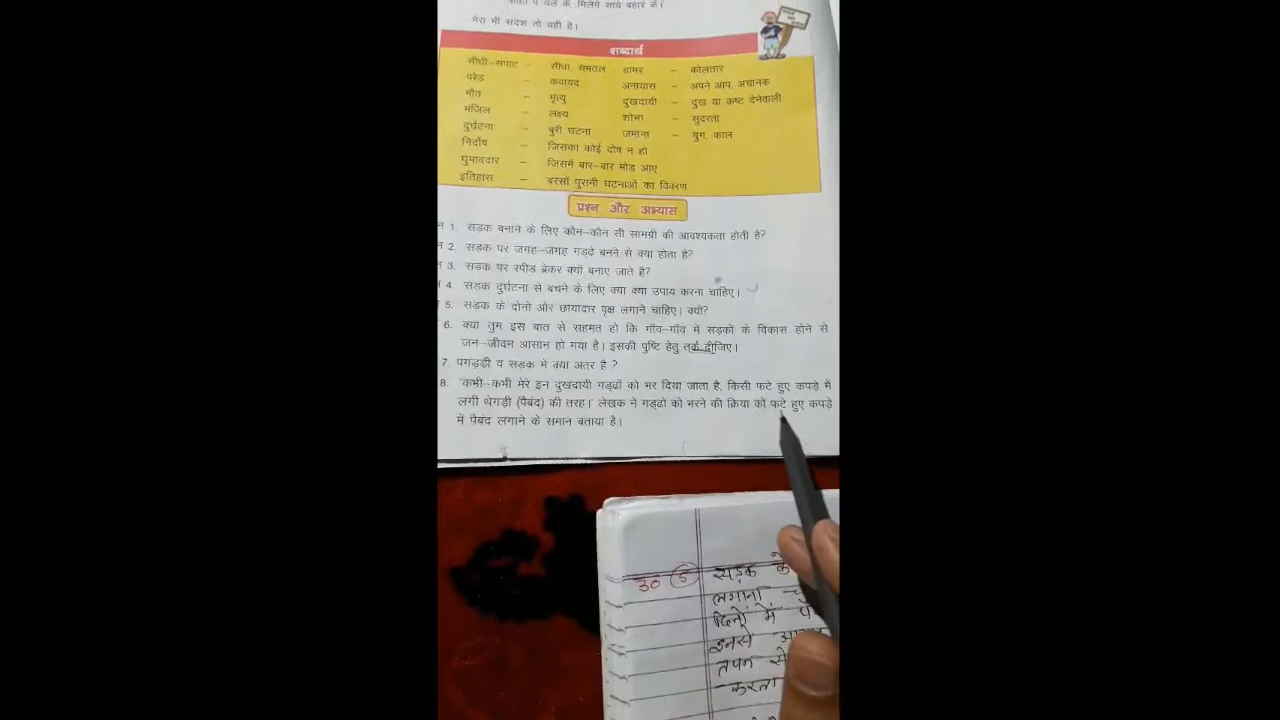 मेरा भी संदेश तो यही है।
शब्दार्थ
सीधी-सपाट - सीधा, समतल डामर - कोलतार
परेड - कवायद अनायास - अपने आप, अचानक
मौत - मृत्यु दुखदायी - दुख या कष्ट देनेवाली
मंजिल - लक्ष्य शोभा - सुंदरता
दुर्घटना - बुरी घटना जमाना - युग, काल
निर्दोष - जिसका कोई दोष न हो
घुमावदार - जिसमें बार-बार मोड़ आए
इतिहास - बरसों पुरानी घटनाओं का विवरण
प्रश्न और अभ्यास
न 1. सड़क बनाने के लिए कौन-कौन सी सामग्री की आवश्यकता होती है?
न 2. सड़क पर जगह-जगह गड्ढे बनने से क्या होता है?
न 3. सड़क पर स्पीड ब्रेकर क्यों बनाए जाते है?
न 4. सड़क दुर्घटना से बचने के लिए क्या क्या उपाय करना चाहिए।
5. सड़क के दोनो ओर छायादार वृक्ष लगाने चाहिए। क्यों?
6. क्या तुम इस बात से सहमत हो कि गाँव-गाँव में सड़कों के विकास होने से
जन-जीवन आसान हो गया है। इसकी पुष्टि हेतु तर्क दीजिए।
7. पगडंडी व सड़क में क्या अंतर है ?
8. 'कभी-कभी मेरे इन दुखदायी गड्ढों को भर दिया जाता है, किसी फटे हुए कपड़े में
लगी थेगड़ी (पैबंद) की तरह।' लेखक ने गड्ढों को भरने की क्रिया को फटे हुए कपड़े
में पैबंद लगाने के समान बताया है।
उ० 5 सड़क के
लगाना
दिनों में
इनसे
तपन से
करता